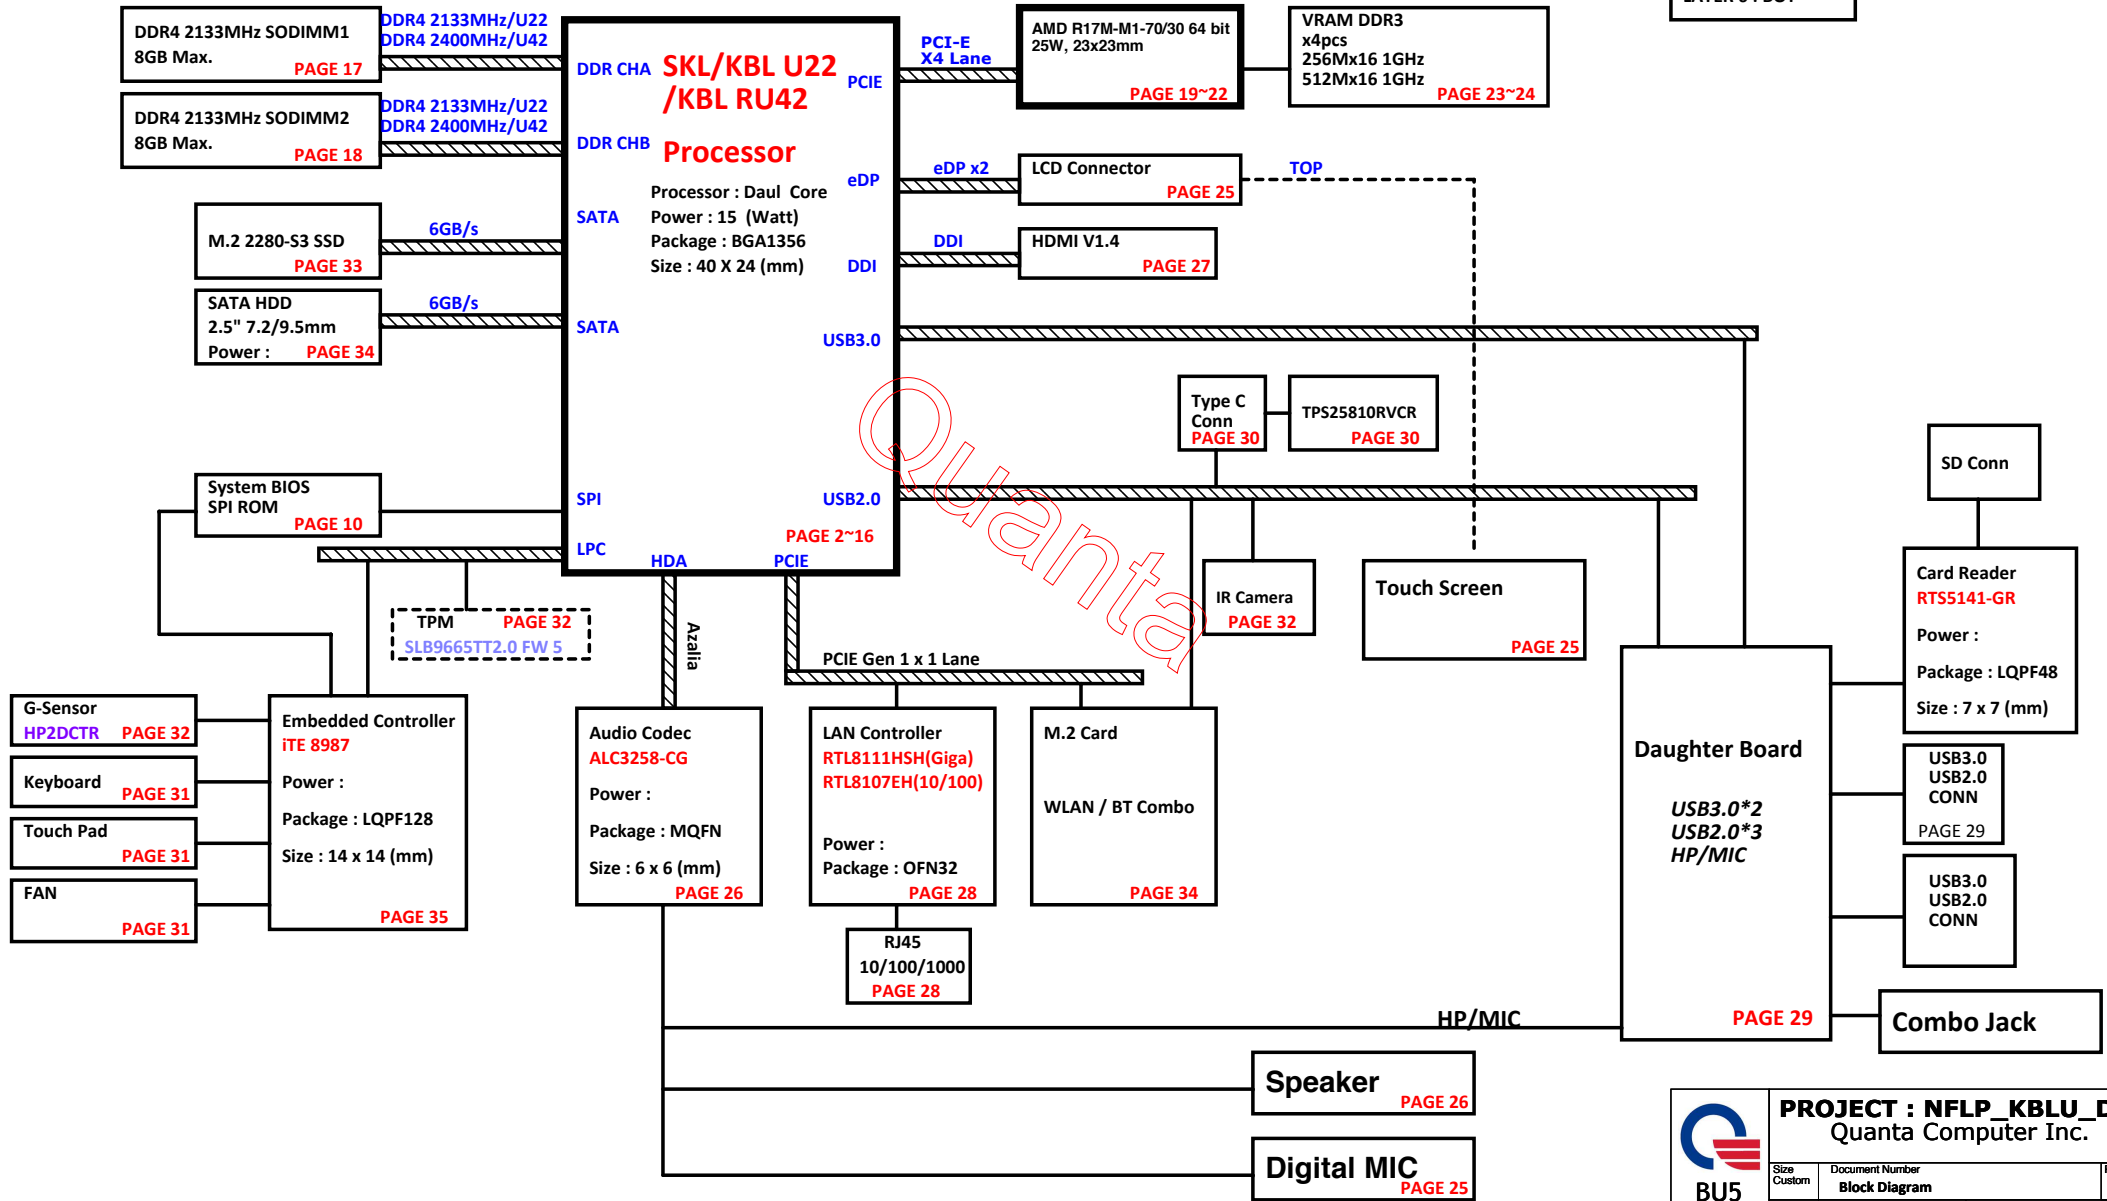 DDR4 2133MHz SODIMM1
8GB Max.
PAGE 17
DDR4 2133MHz/U22
DDR4 2400MHz/U42
DDR4 2133MHz SODIMM2
8GB Max.
PAGE 18
DDR4 2133MHz/U22
DDR4 2400MHz/U42
M.2 2280-S3 SSD
PAGE 33
6GB/s
SATA HDD
2.5" 7.2/9.5mm
Power :
PAGE 34
6GB/s
System BIOS
SPI ROM
PAGE 10
DDR CHA
DDR CHB
SATA
SATA
SPI
LPC
HDA
PCIE
SKL/KBL U22
/KBL RU42
Processor
Processor : Daul Core
Power : 15 (Watt)
Package : BGA1356
Size : 40 X 24 (mm)
PCIE
eDP
DDI
USB3.0
USB2.0
PAGE 2~16
PCI-E
X4 Lane
AMD R17M-M1-70/30 64 bit
25W, 23x23mm
PAGE 19~22
VRAM DDR3
x4pcs
256Mx16 1GHz
512Mx16 1GHz
PAGE 23~24
eDP x2
LCD Connector
PAGE 25
TOP
DDI
HDMI V1.4
PAGE 27
Type C
Conn
PAGE 30
TPS25810RVCR
PAGE 30
Quanta
IR Camera
PAGE 32
Touch Screen
PAGE 25
SD Conn
Card Reader
RTS5141-GR
Power :
Package : LQPF48
Size : 7 x 7 (mm)
TPM
PAGE 32
SLB9665TT2.0 FW 5
Azalia
PCIE Gen 1 x 1 Lane
G-Sensor
HP2DCTR
PAGE 32
Keyboard
PAGE 31
Touch Pad
PAGE 31
FAN
PAGE 31
Embedded Controller
iTE 8987
Power :
Package : LQPF128
Size : 14 x 14 (mm)
PAGE 35
Audio Codec
ALC3258-CG
Power :
Package : MQFN
Size : 6 x 6 (mm)
PAGE 26
LAN Controller
RTL8111HSH(Giga)
RTL8107EH(10/100)
Power :
Package : OFN32
PAGE 28
RJ45
10/100/1000
PAGE 28
M.2 Card
WLAN / BT Combo
PAGE 34
Daughter Board
USB3.0*2
USB2.0*3
HP/MIC
PAGE 29
USB3.0
USB2.0
CONN
PAGE 29
USB3.0
USB2.0
CONN
Combo Jack
HP/MIC
Speaker
PAGE 26
Digital MIC
PAGE 25
BU5
PROJECT : NFLP_KBLU_
Quanta Computer Inc.
Size
Custom
Document Number
Block Diagram